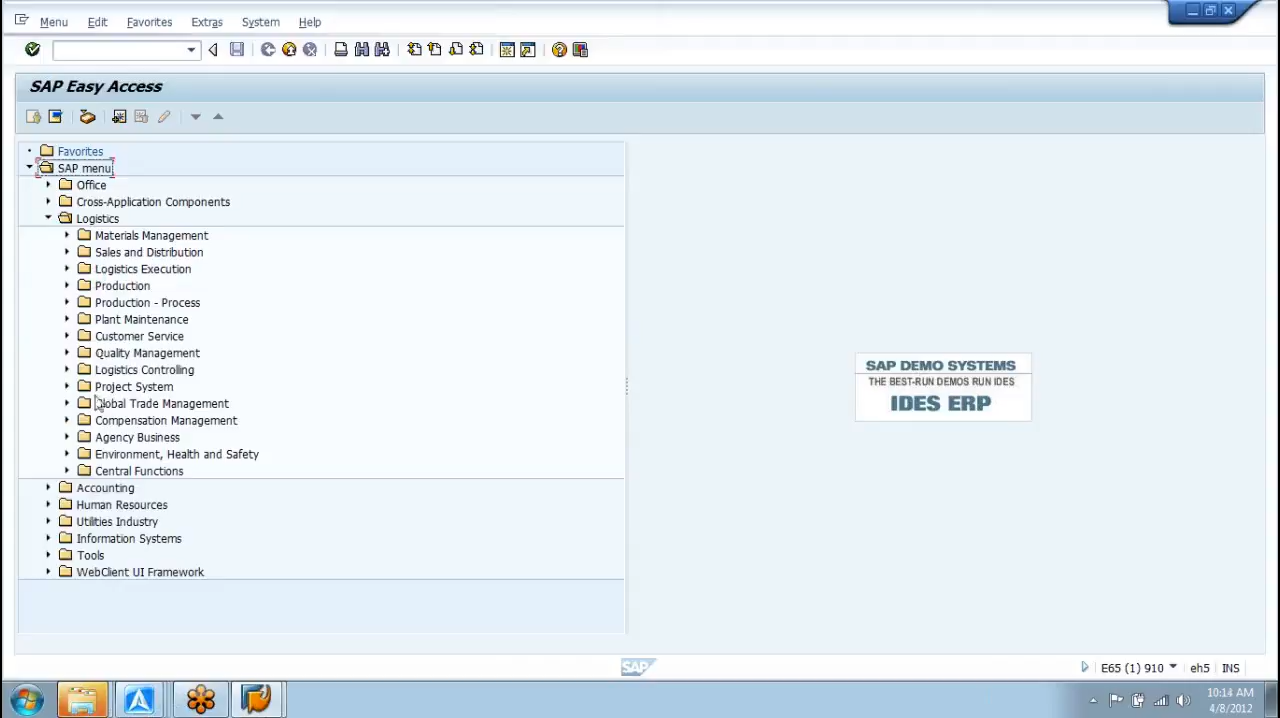 Menu Edit Favorites Extras System Help
SAP Easy Access
Favorites
SAP menu
Office
Cross-Application Components
Logistics
Materials Management
Sales and Distribution
Logistics Execution
Production
Production - Process
Plant Maintenance
Customer Service
Quality Management
Logistics Controlling
Project System
Global Trade Management
Compensation Management
Agency Business
Environment, Health and Safety
Central Functions
Accounting
Human Resources
Utilities Industry
Information Systems
Tools
WebClient UI Framework
SAP DEMO SYSTEMS
THE BEST-RUN DEMOS RUN IDES
IDES ERP
SAP
E65 (1) 910 eh5 INS
10:14 AM
4/8/2012